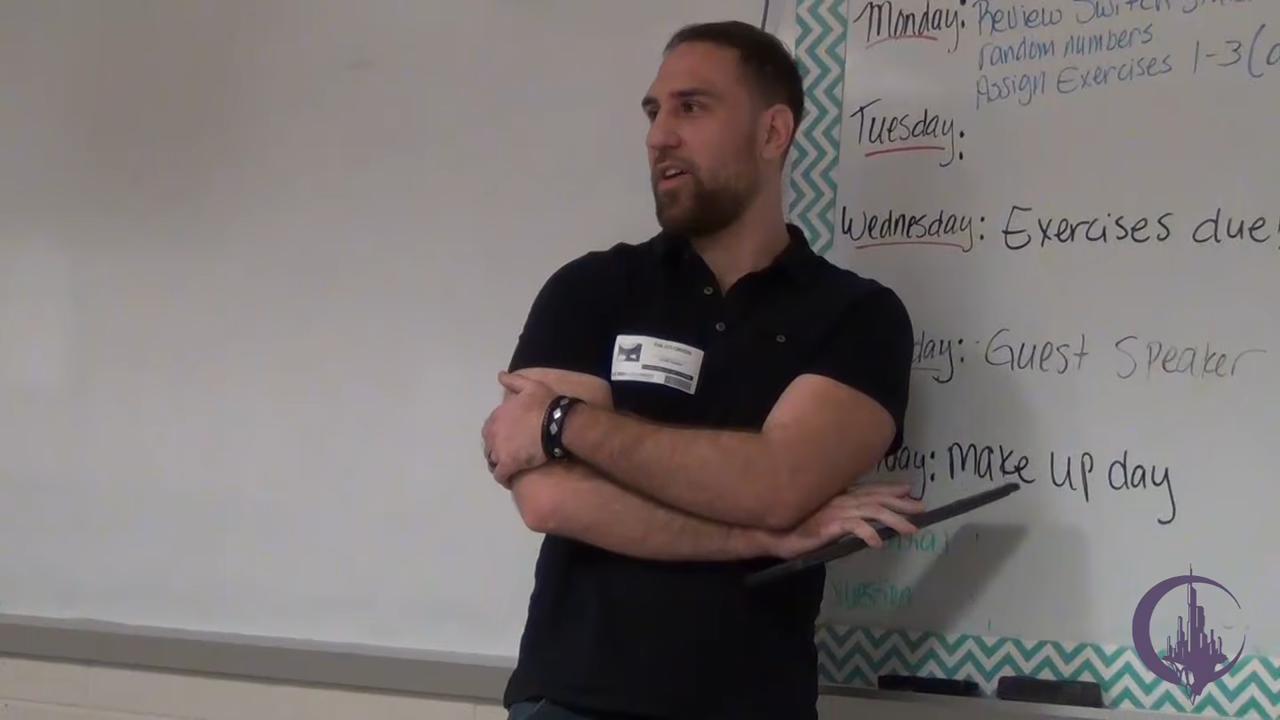 Monday: Review Switch
random numbers
Assign Exercises 1-3
Tuesday:
Wednesday: Exercises due
day: Guest Speaker
day: Make up day